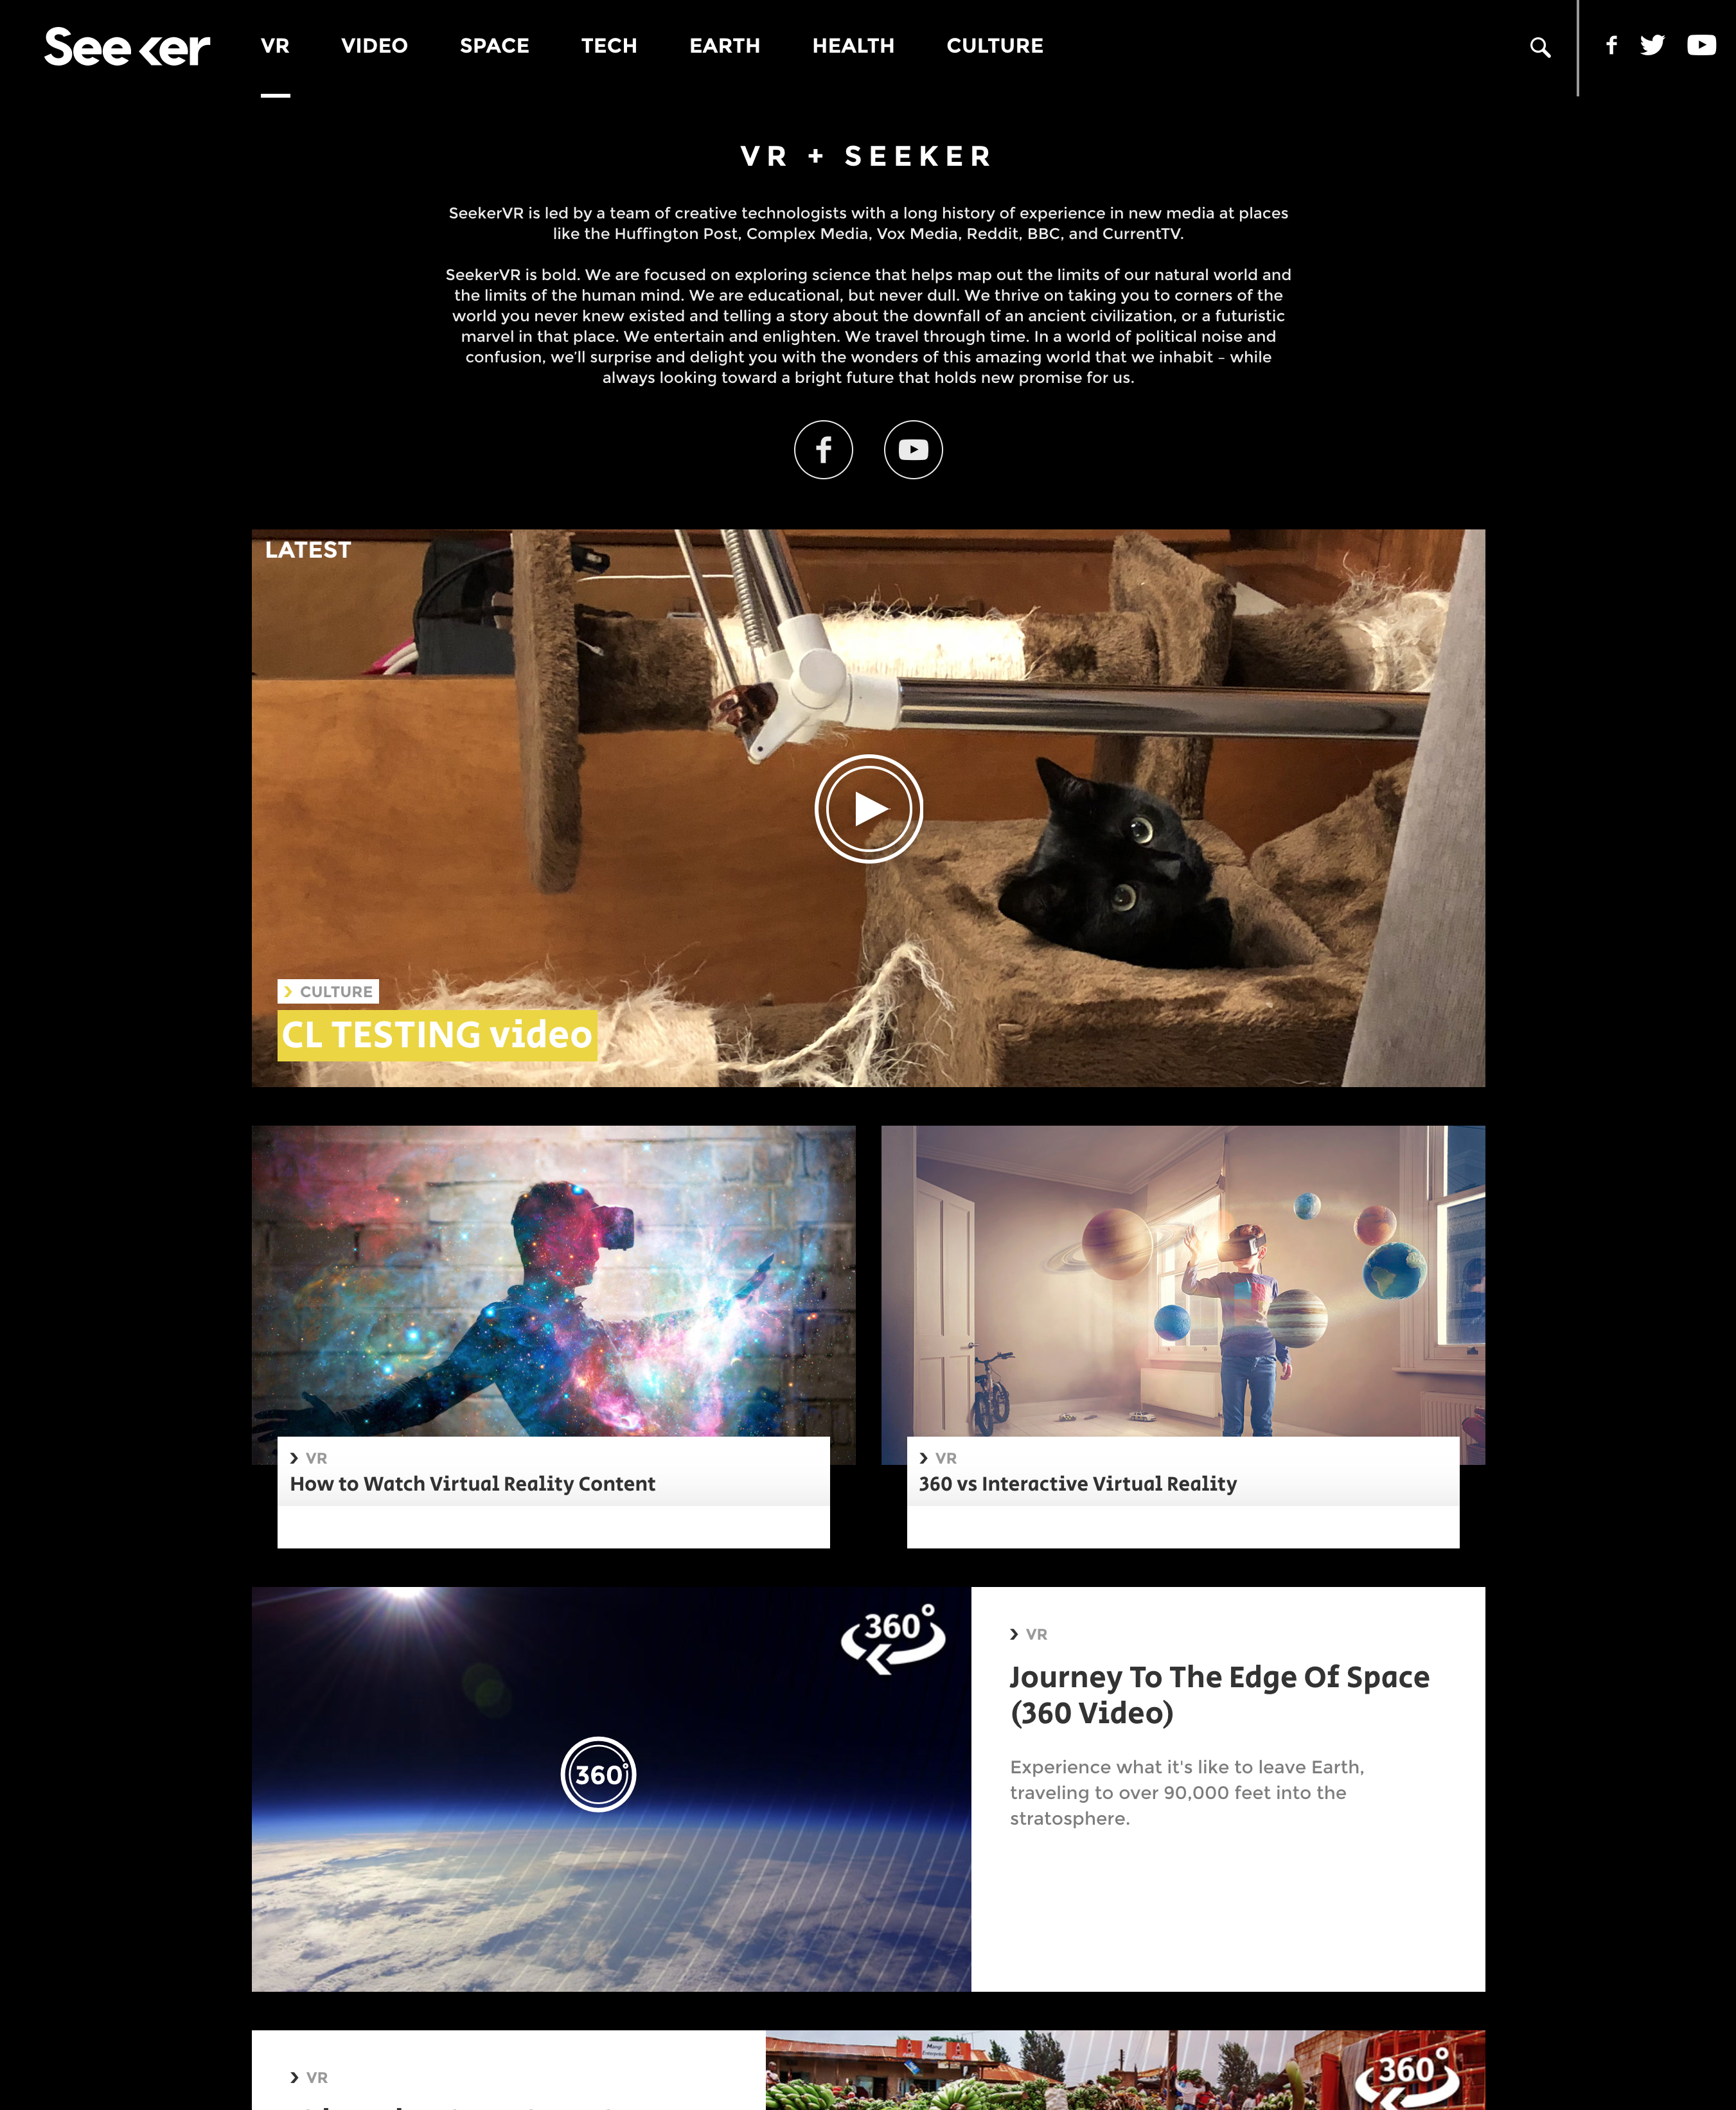 Seeker
VR
VIDEO
SPACE
TECH
EARTH
HEALTH
CULTURE
VR + SEEKER
SeekerVR is led by a team of creative technologists with a long history of experience in new media at places
like the Huffington Post, Complex Media, Vox Media, Reddit, BBC, and CurrentTV.
SeekerVR is bold. We are focused on exploring science that helps map out the limits of our natural world and
the limits of the human mind. We are educational, but never dull. We thrive on taking you to corners of the
world you never knew existed and telling a story about the downfall of an ancient civilization, or a futuristic
marvel in that place. We entertain and enlighten. We travel through time. In a world of political noise and
confusion, we’ll surprise and delight you with the wonders of this amazing world that we inhabit – while
always looking toward a bright future that holds new promise for us.
LATEST
CULTURE
CL TESTING video
VR
How to Watch Virtual Reality Content
VR
360 vs Interactive Virtual Reality
360°
360°
VR
Journey To The Edge Of Space
(360 Video)
Experience what it's like to leave Earth,
traveling to over 90,000 feet into the
stratosphere.
VR
360°